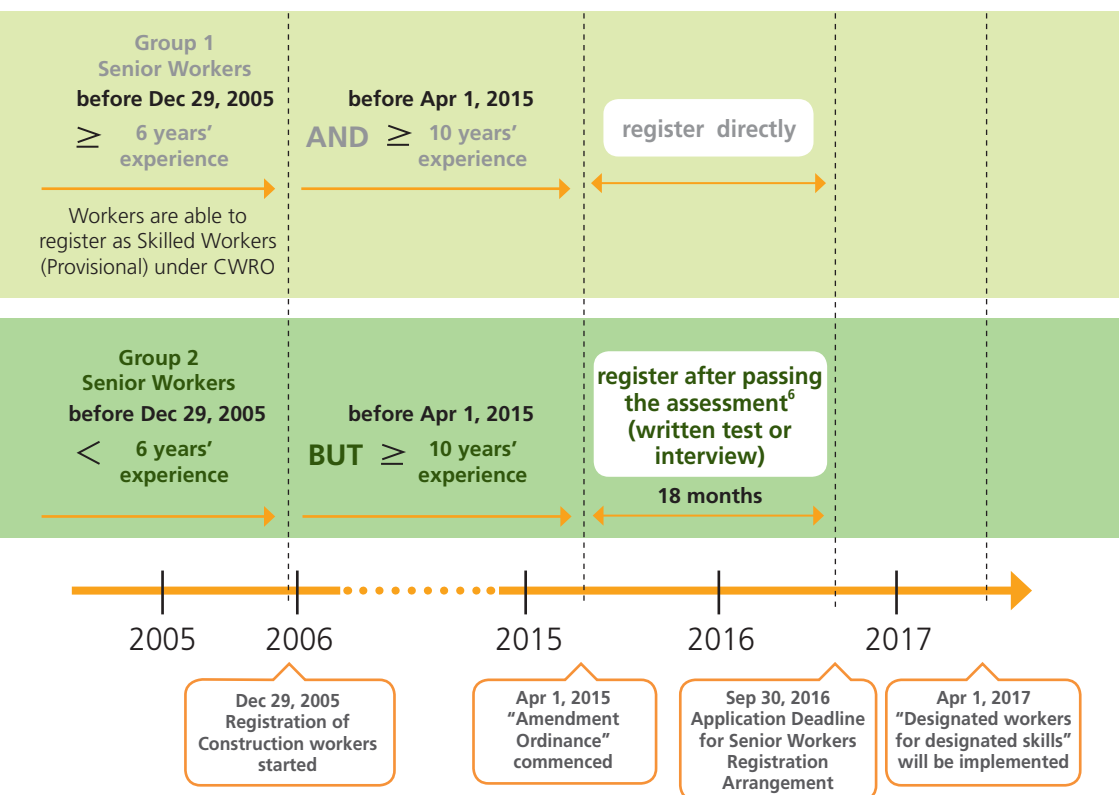 Group 1
Senior Workers
before Dec 29, 2005
≥ 6 years’
experience
before Apr 1, 2015
AND ≥ 10 years’
experience
register directly
Workers are able to
register as Skilled Workers
(Provisional) under CWRO
Group 2
Senior Workers
before Dec 29, 2005
< 6 years’
experience
before Apr 1, 2015
BUT ≥ 10 years’
experience
register after passing
the assessment⁶
(written test or
interview)
18 months
2005 2006 2015 2016 2017
Dec 29, 2005
Registration of
Construction workers
started
Apr 1, 2015
“Amendment
Ordinance”
commenced
Sep 30, 2016
Application Deadline
for Senior Workers
Registration
Arrangement
Apr 1, 2017
“Designated workers
for designated skills”
will be implemented